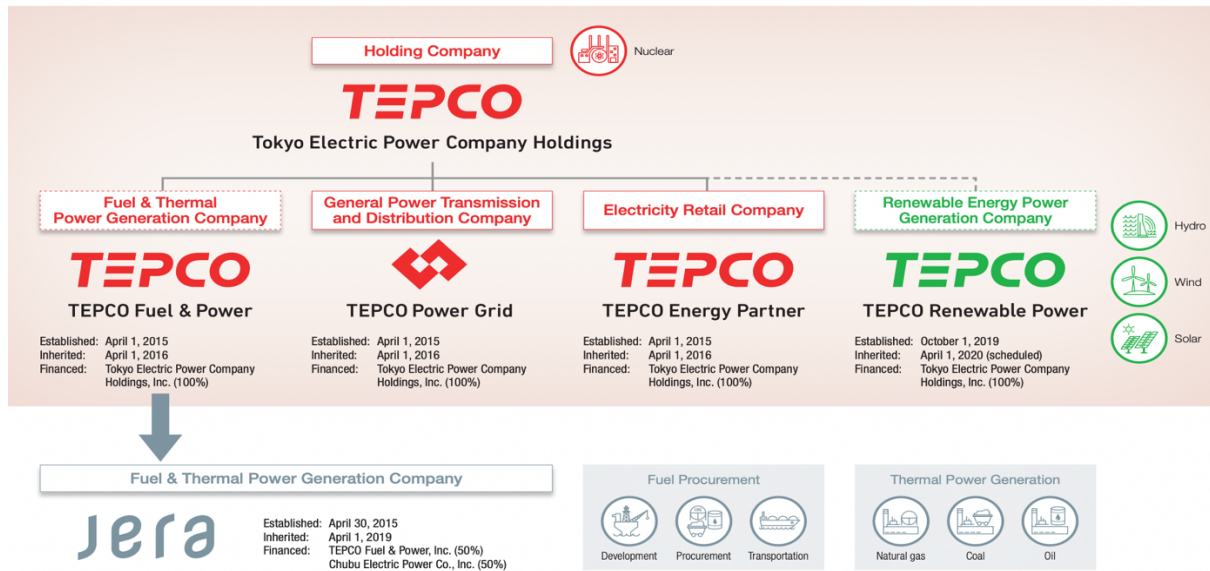 Holding Company
Nuclear
TEPCO
Tokyo Electric Power Company Holdings
Fuel & Thermal
Power Generation Company
TEPCO
TEPCO Fuel & Power
Established: April 1, 2015
Inherited: April 1, 2016
Financed: Tokyo Electric Power Company
Holdings, Inc. (100%)
General Power Transmission
and Distribution Company
TEPCO Power Grid
Established: April 1, 2015
Inherited: April 1, 2016
Financed: Tokyo Electric Power Company
Holdings, Inc. (100%)
Electricity Retail Company
TEPCO
TEPCO Energy Partner
Established: April 1, 2015
Inherited: April 1, 2016
Financed: Tokyo Electric Power Company
Holdings, Inc. (100%)
Renewable Energy Power
Generation Company
TEPCO
TEPCO Renewable Power
Established: October 1, 2019
Inherited: April 1, 2020 (scheduled)
Financed: Tokyo Electric Power Company
Holdings, Inc. (100%)
Hydro
Wind
Solar
Fuel & Thermal Power Generation Company
Jera
Established: April 30, 2015
Inherited: April 1, 2019
Financed: TEPCO Fuel & Power, Inc. (50%)
Chubu Electric Power Co., Inc. (50%)
Fuel Procurement
Development
Procurement
Transportation
Thermal Power Generation
Natural gas
Coal
Oil